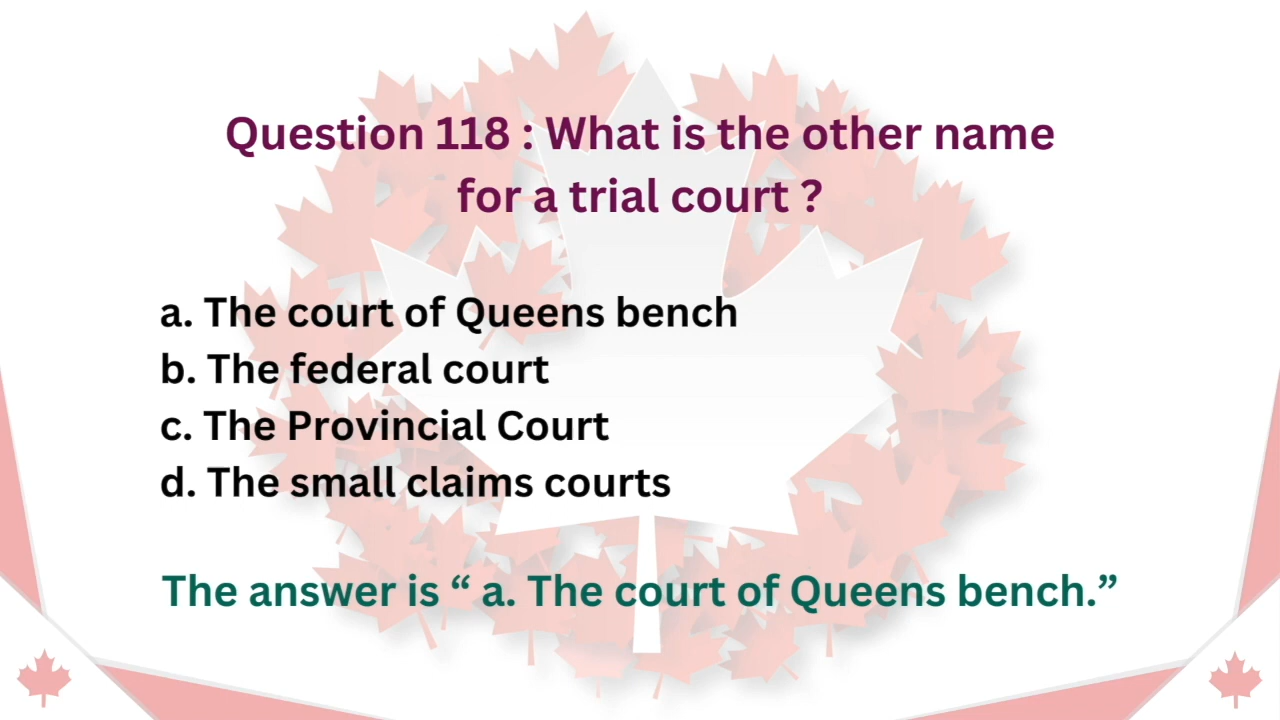 Question 118 : What is the other name
for a trial court ?
a. The court of Queens bench
b. The federal court
c. The Provincial Court
d. The small claims courts
The answer is “ a. The court of Queens bench.”